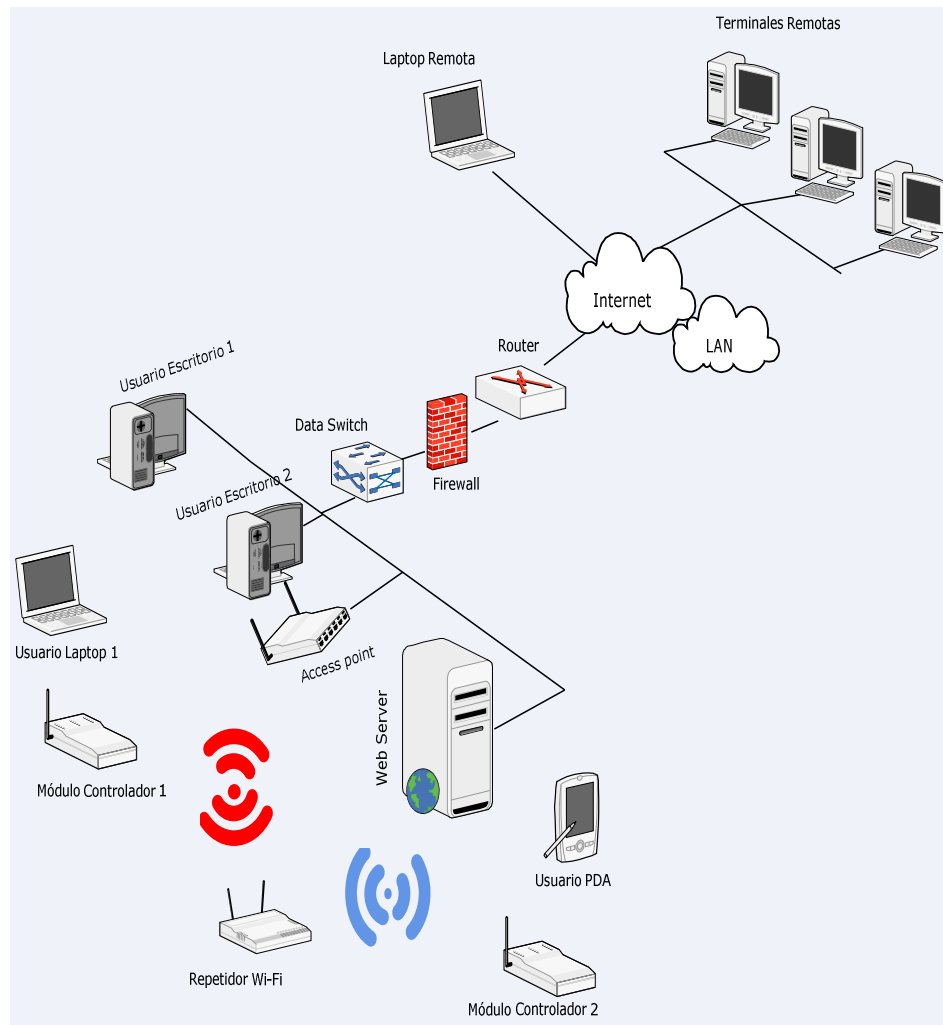 Terminales Remotas
Laptop Remota
Internet
LAN
Router
Usuario Escritorio 1
Data Switch
Firewall
Usuario Escritorio 2
Usuario Laptop 1
Access point
Web Server
Módulo Controlador 1
Usuario PDA
Repetidor Wi-Fi
Módulo Controlador 2